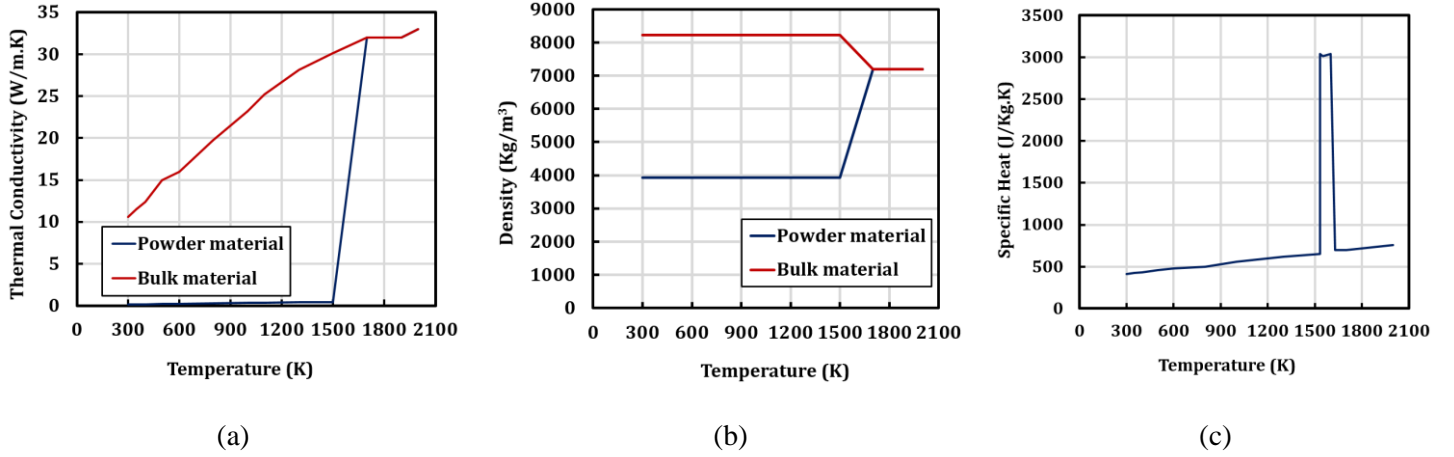 35
30
25
20
15
10
5
0
Thermal Conductivity (W/m.K)
Powder material
Bulk material
0 300 600 900 1200 1500 1800 2100
Temperature (K)
(a)
9000
8000
7000
6000
5000
4000
3000
2000
1000
0
Density (Kg/m³)
Powder material
Bulk material
0 300 600 900 1200 1500 1800 2100
Temperature (K)
(b)
3500
3000
2500
2000
1500
1000
500
0
Specific Heat (J/Kg.K)
0 300 600 900 1200 1500 1800 2100
Temperature (K)
(c)